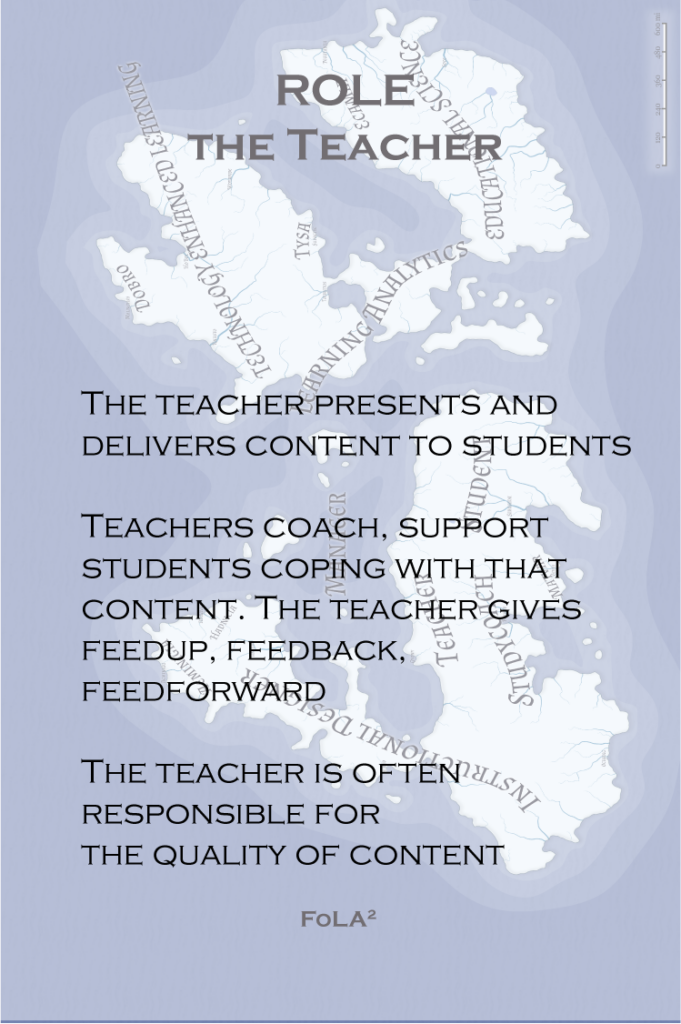 ROLE
THE TEACHER
TECHNOLOGY ENHANCED LEARNING
EDUCATIONAL SCIENCE
TYSA
DOBRO
LEARNING ANALYTICS
THE TEACHER PRESENTS AND
DELIVERS CONTENT TO STUDENTS
STUDENT
MANAGER
TEACHERS COACH, SUPPORT
STUDENTS COPING WITH THAT
CONTENT. THE TEACHER GIVES
FEEDUP, FEEDBACK,
FEEDFORWARD
TEACHER
STUDYCOACH
INSTRUCTIONAL DESIGNER
THE TEACHER IS OFTEN
RESPONSIBLE FOR
THE QUALITY OF CONTENT
FoLA²